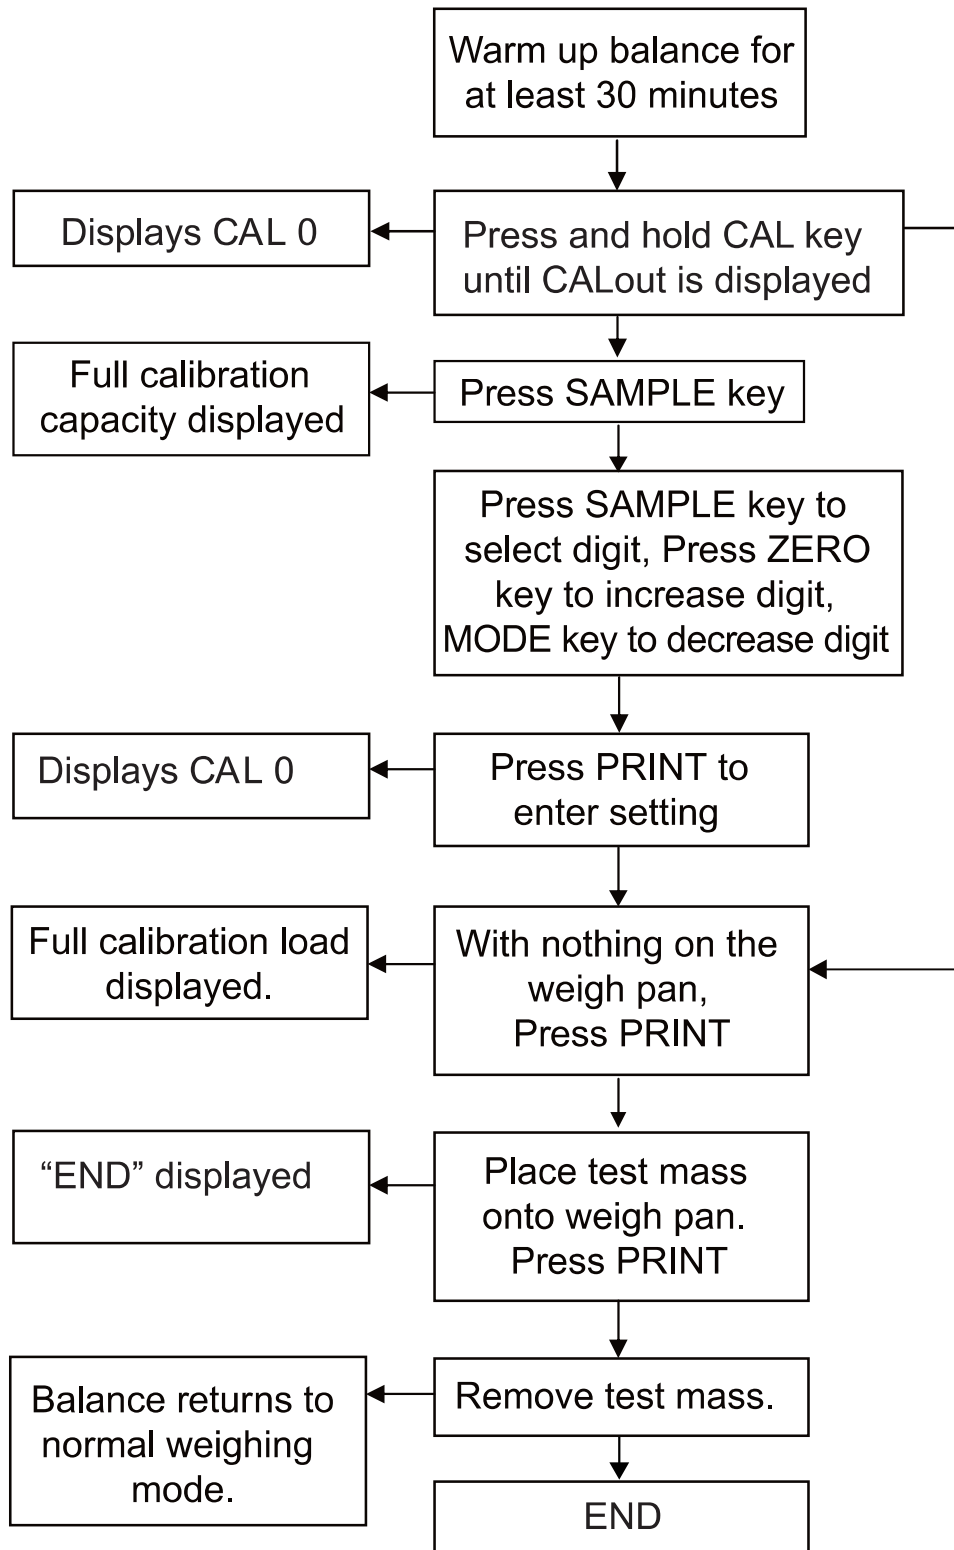 Warm up balance for
at least 30 minutes
Displays CAL 0
Press and hold CAL key
until CALout is displayed
Full calibration
capacity displayed
Press SAMPLE key
Press SAMPLE key to
select digit, Press ZERO
key to increase digit,
MODE key to decrease digit
Displays CAL 0
Press PRINT to
enter setting
Full calibration load
displayed.
With nothing on the
weigh pan,
Press PRINT
“END” displayed
Place test mass
onto weigh pan.
Press PRINT
Balance returns to
normal weighing
mode.
Remove test mass.
END